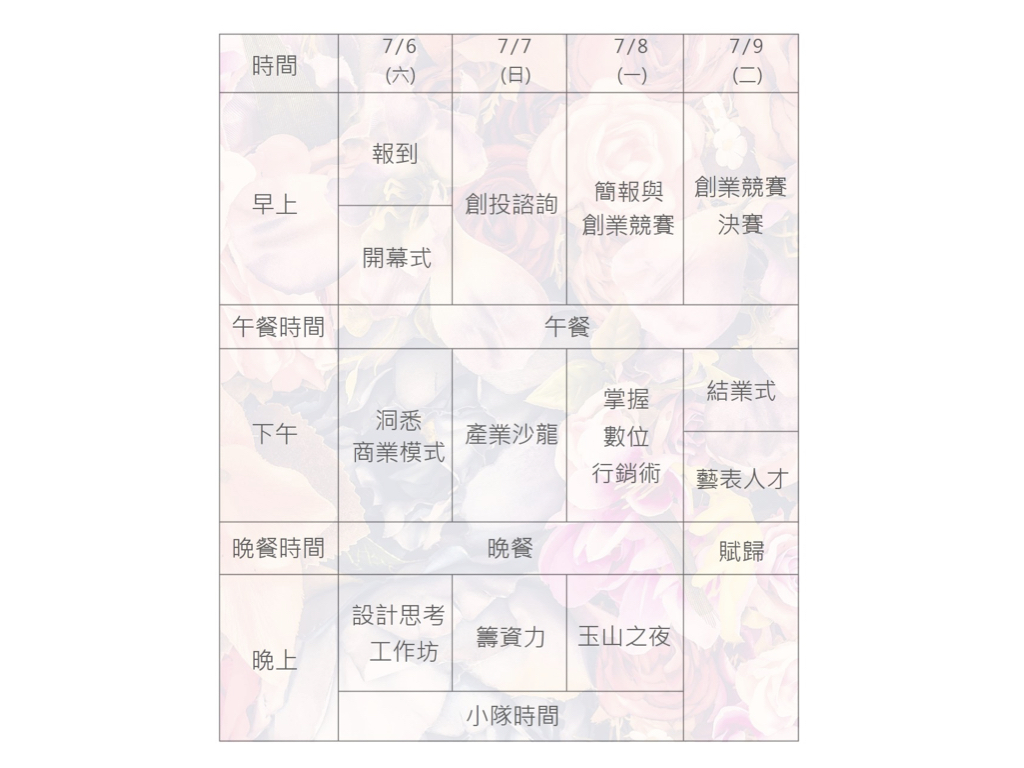 時間
7/6
(六)
7/7
(日)
7/8
(一)
7/9
(二)
早上
報到
開幕式
創投諮詢
簡報與
創業競賽
創業競賽
決賽
午餐時間
午餐
下午
洞悉
商業模式
產業沙龍
掌握
數位
行銷術
結業式
藝表人才
晚餐時間
晚餐
賦歸
晚上
設計思考
工作坊
籌資力
玉山之夜
小隊時間